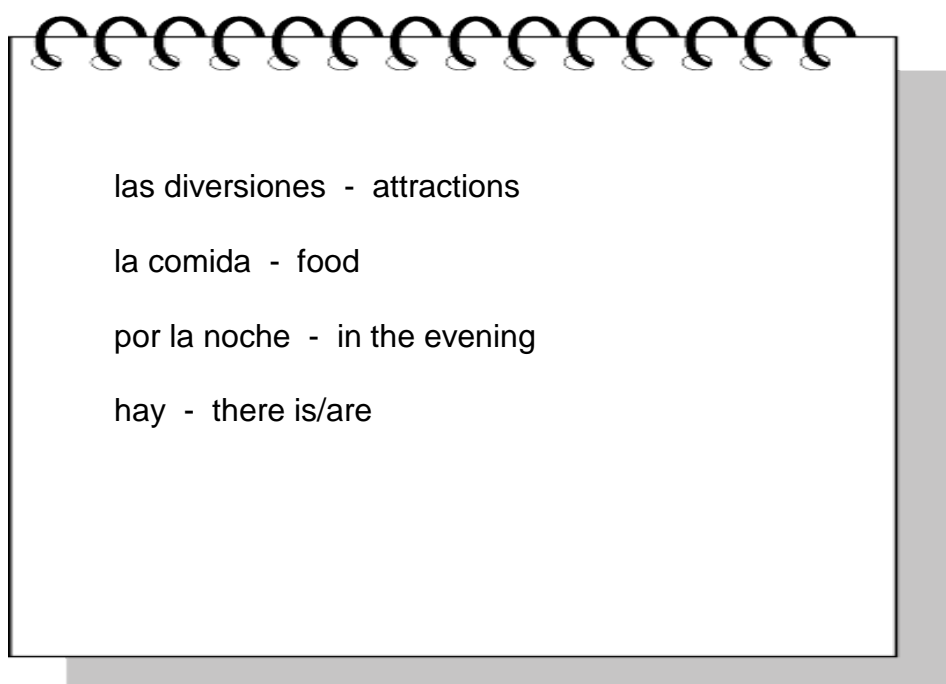 las diversiones - attractions
la comida - food
por la noche - in the evening
hay - there is/are